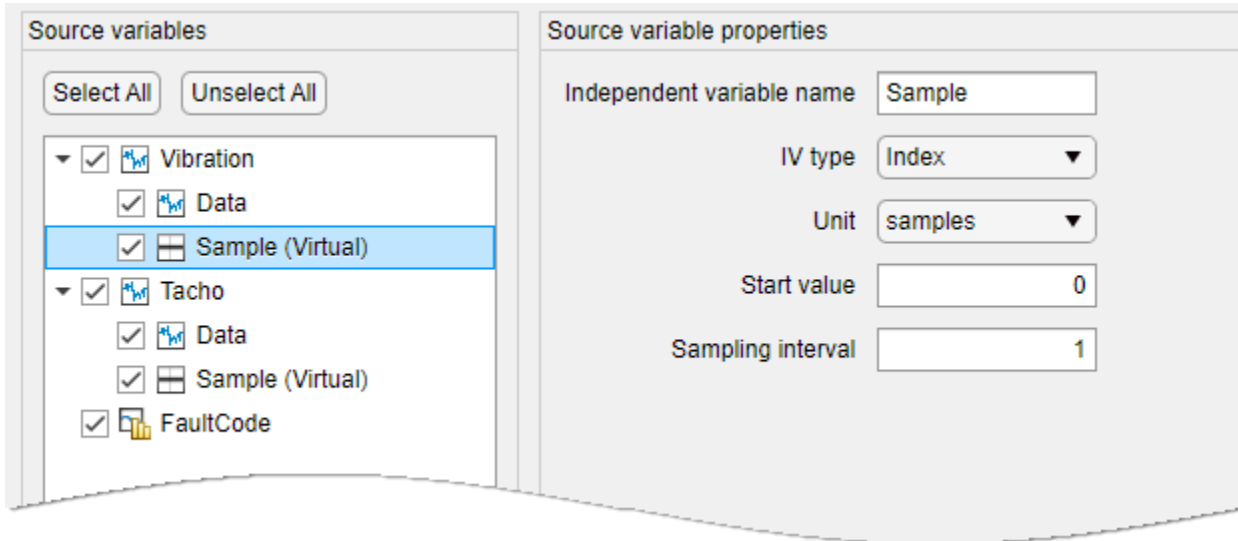 Source variables
Select All Unselect All
Vibration
Data
Sample (Virtual)
Tacho
Data
Sample (Virtual)
FaultCode
Source variable properties
Independent variable name Sample
IV type Index
Unit samples
Start value 0
Sampling interval 1